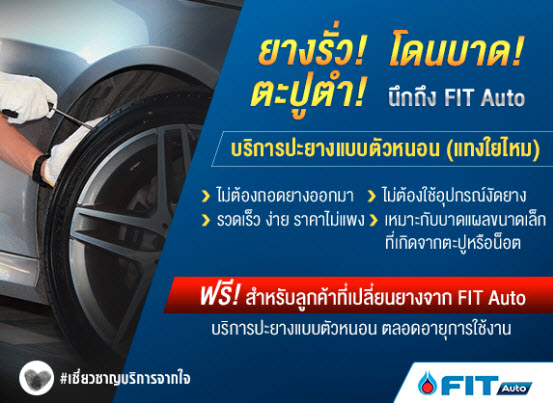 ยางรั่ว! โดนบาด!
ตะปูตำ! นึกถึง FIT Auto
บริการปะยางแบบตัวหนอน (แทงใยไหม)
ไม่ต้องถอดยางออกมา
ไม่ต้องใช้อุปกรณ์งัดยาง
รวดเร็ว ง่าย ราคาไม่แพง
เหมาะกับบาดแผลขนาดเล็ก
ที่เกิดจากตะปูหรือน็อต
ฟรี! สำหรับลูกค้าที่เปลี่ยนยางจาก FIT Auto
บริการปะยางแบบตัวหนอน ตลอดอายุการใช้งาน
#เชี่ยวชาญบริการจากใจ
FIT Auto